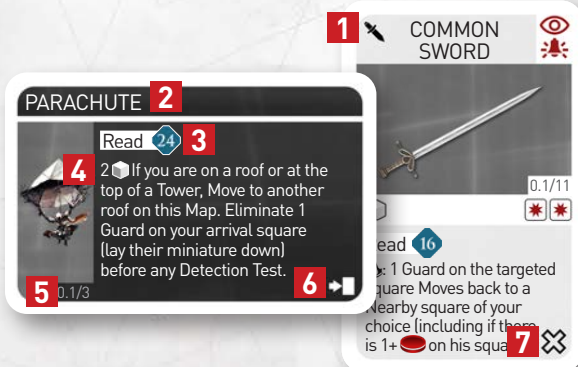 1
COMMON
SWORD
PARACHUTE 2
Read 24 3
4
2 If you are on a roof or at the
top of a Tower, Move to another
roof on this Map. Eliminate 1
Guard on your arrival square
(lay their miniature down)
before any Detection Test.
5 0.1/3
6
0.1/11
ead 16
: 1 Guard on the targeted
quare Moves back to a
Nearby square of your
choice (including if there
is 1+ on his squa 7